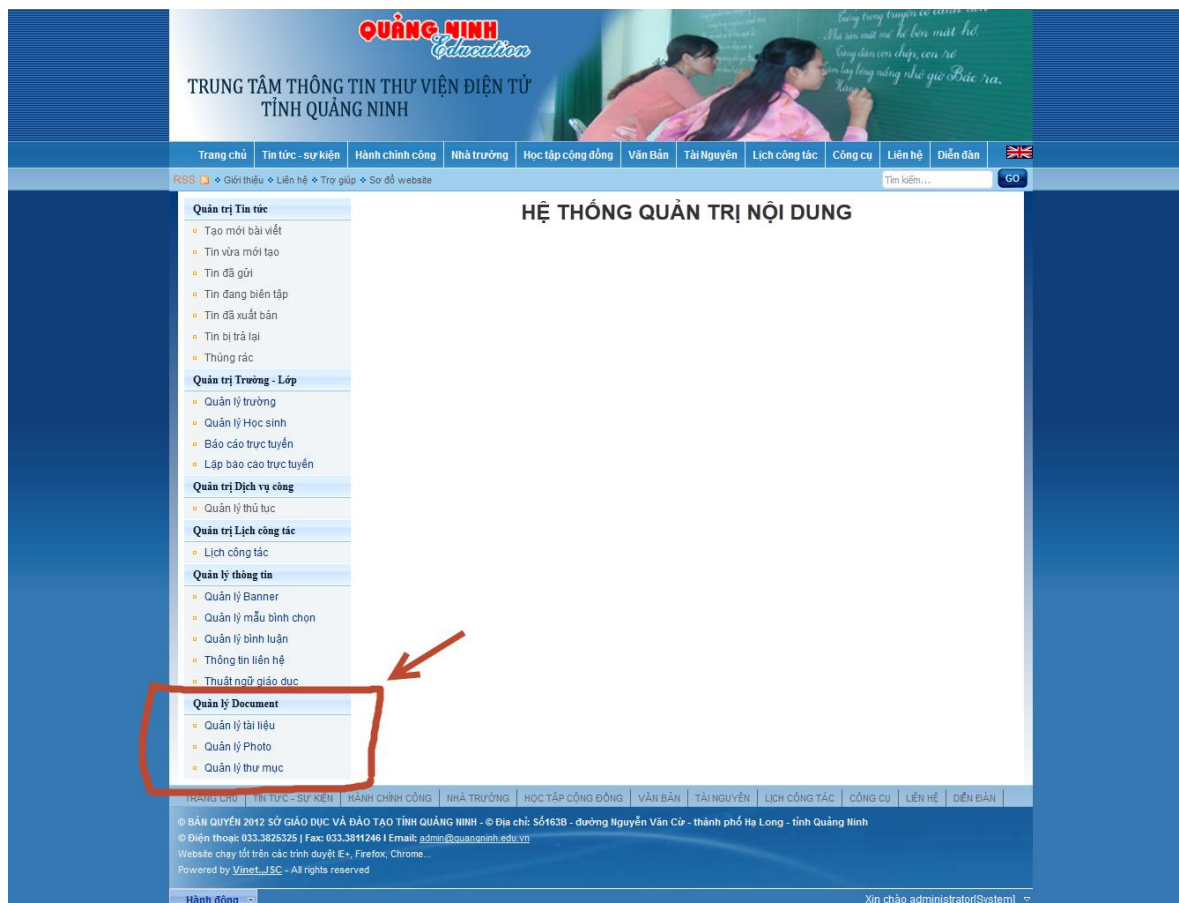 QUẢNG NINH
Education
TRUNG TÂM THÔNG TIN THƯ VIỆN ĐIỆN TỬ
TỈNH QUẢNG NINH
Trang chủ Tin tức - sự kiện Hành chính công Nhà trường Học tập cộng đồng Văn Bản Tài Nguyên Lịch công tác Công cụ Liên hệ Diễn đàn
RSS Giới thiệu Liên hệ Trợ giúp Sơ đồ website Tìm kiếm... GO
Quản trị Tin tức
HỆ THỐNG QUẢN TRỊ NỘI DUNG
Tạo mới bài viết
Tin vừa mới tạo
Tin đã gửi
Tin đang biên tập
Tin đã xuất bản
Tin bị trả lại
Thùng rác
Quản trị Trường - Lớp
Quản lý trường
Quản lý Học sinh
Báo cáo trực tuyến
Lập báo cáo trực tuyến
Quản trị Dịch vụ công
Quản lý thủ tục
Quản trị Lịch công tác
Lịch công tác
Quản lý thông tin
Quản lý Banner
Quản lý mẫu bình chọn
Quản lý bình luận
Thông tin liên hệ
Thuật ngữ giáo dục
Quản lý Document
Quản lý tài liệu
Quản lý Photo
Quản lý thư mục
TRANG CHỦ TIN TỨC - SỰ KIỆN HÀNH CHÍNH CÔNG NHÀ TRƯỜNG HỌC TẬP CỘNG ĐỒNG VĂN BẢN TÀI NGUYÊN LỊCH CÔNG TÁC CÔNG CỤ LIÊN HỆ DIỄN ĐÀN
© BẢN QUYỀN 2012 SỞ GIÁO DỤC VÀ ĐÀO TẠO TỈNH QUẢNG NINH - © Địa chỉ: Số163B - đường Nguyễn Văn Cừ - thành phố Hạ Long - tỉnh Quảng Ninh
© Điện thoại: 033.3825325 | Fax: 033.3811246 I Email: admin@quangninh.edu.vn
Website chạy tốt trên các trình duyệt IE+, Firefox, Chrome...
Powered by Vinet.,JSC - All rights reserved
Hành động Xin chào administrator[System]